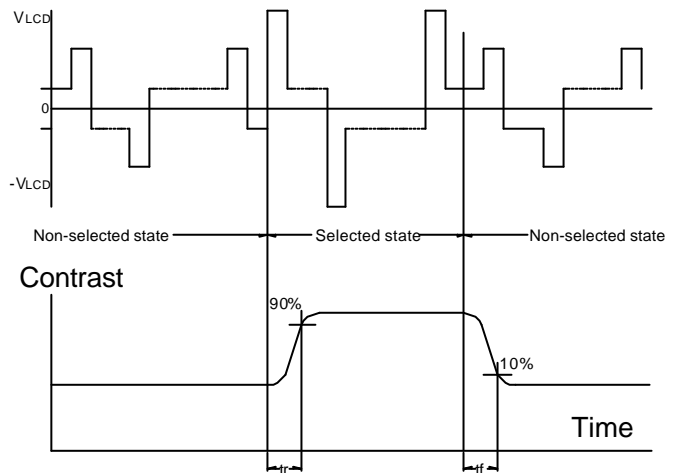 VLCD
0
-VLCD
Non-selected state
Selected state
Non-selected state
Contrast
90%
10%
Time
tr
tf